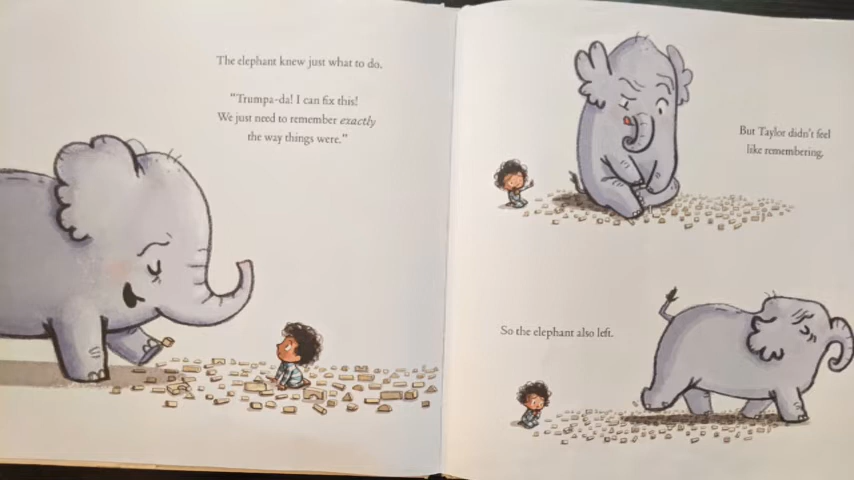 The elephant knew just what to do.
"Trumpa-da! I can fix this!
We just need to remember exactly
the way things were."
But Taylor didn't feel
like remembering.
So the elephant also left.